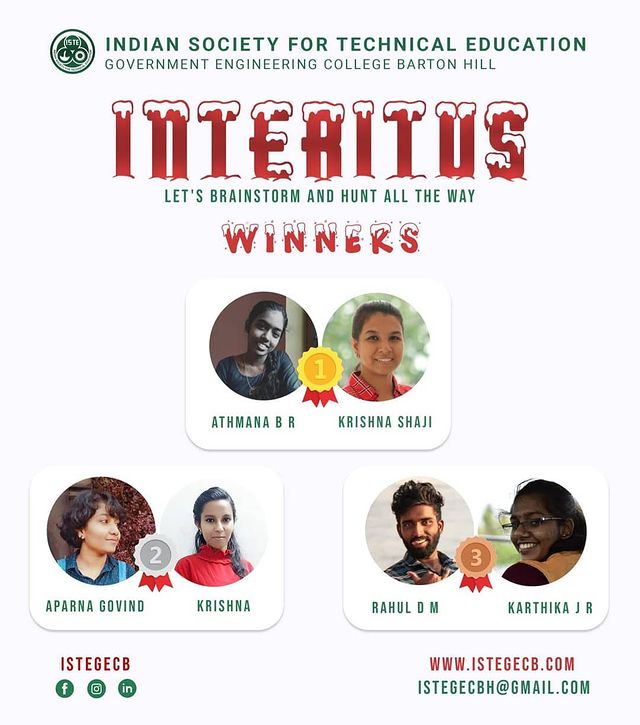 ISTE
INDIAN SOCIETY FOR TECHNICAL EDUCATION
GOVERNMENT ENGINEERING COLLEGE BARTON HILL
INTERITUS
LET'S BRAINSTORM AND HUNT ALL THE WAY
WINNERS
1
ATHMANA B R
KRISHNA SHAJI
2
APARNA GOVIND
KRISHNA
3
RAHUL D M
KARTHIKA J R
ISTEGECB
WWW.ISTEGECB.COM
ISTEGECBH@GMAIL.COM